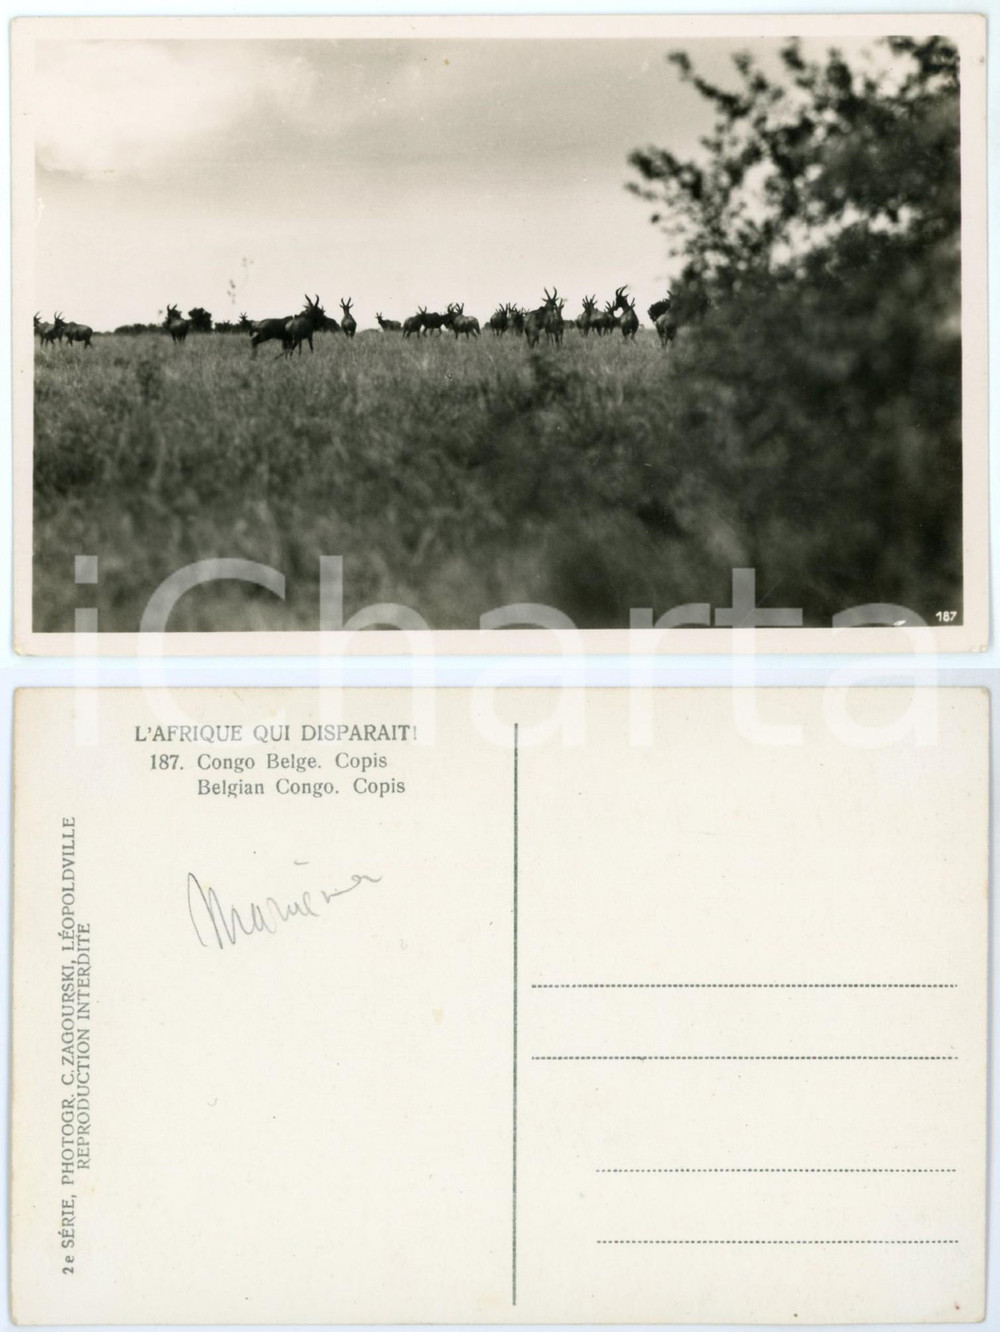 187
iCharta
L'AFRIQUE QUI DISPARAIT!
187. Congo Belge. Copis
Belgian Congo. Copis
2e SÉRIE, PHOTOGR. C. ZAGOURSKI, LÉOPOLDVILLE
REPRODUCTION INTERDITE